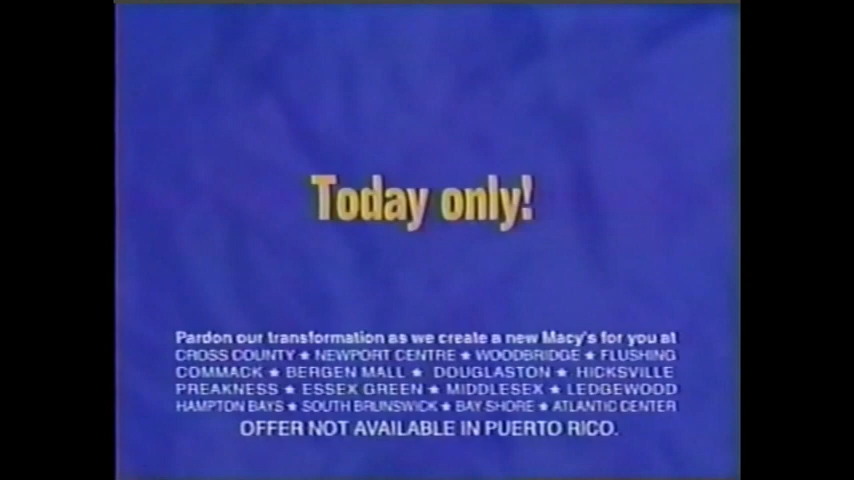 Today only!
Pardon our transformation as we create a new Macy's for you at
CROSS COUNTY ★ NEWPORT CENTRE ★ WOODBRIDGE ★ FLUSHING
COMMACK ★ BERGEN MALL ★ DOUGLASTON ★ HICKSVILLE
PREAKNESS ★ ESSEX GREEN ★ MIDDLESEX ★ LEDGEWOOD
HAMPTON BAYS ★ SOUTH BRUNSWICK ★ BAY SHORE ★ ATLANTIC CENTER
OFFER NOT AVAILABLE IN PUERTO RICO.